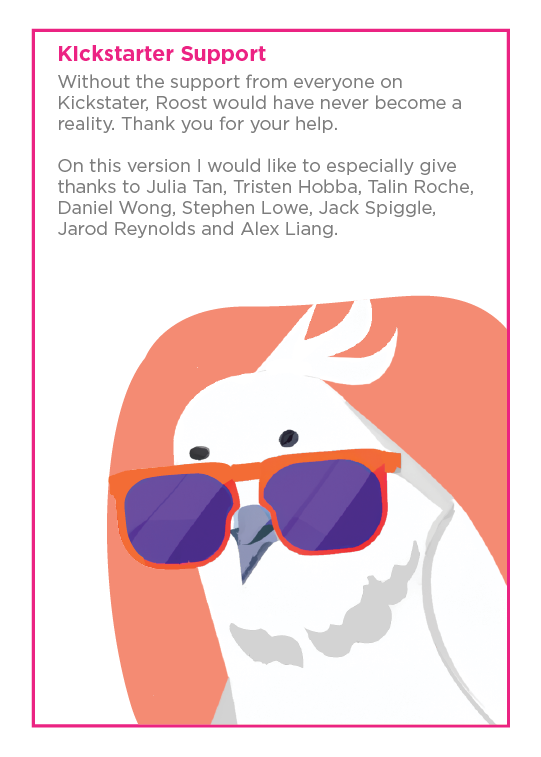 KIckstarter Support
Without the support from everyone on
Kickstater, Roost would have never become a
reality. Thank you for your help.
On this version I would like to especially give
thanks to Julia Tan, Tristen Hobba, Talin Roche,
Daniel Wong, Stephen Lowe, Jack Spiggle,
Jarod Reynolds and Alex Liang.